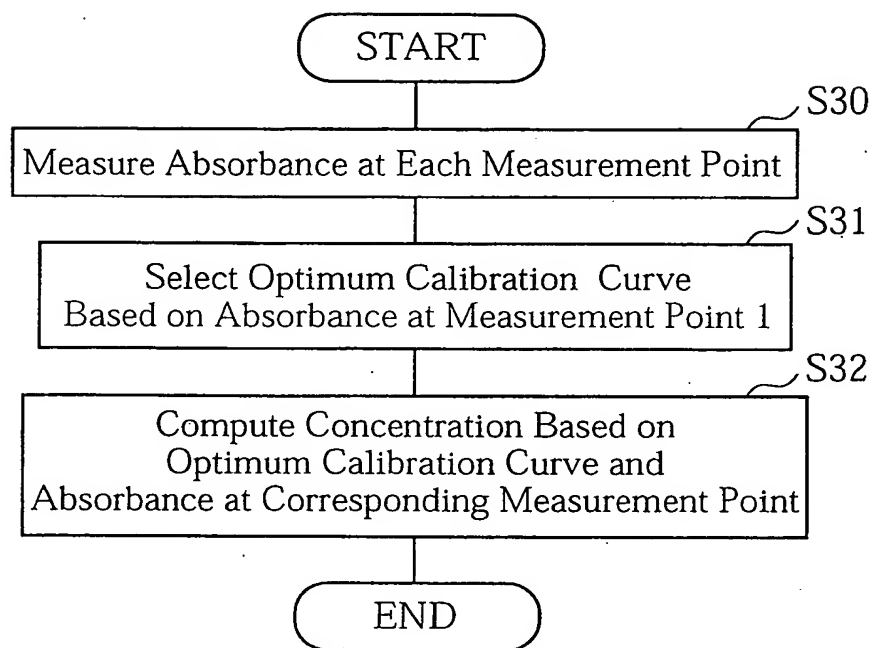 START
S30
Measure Absorbance at Each Measurement Point
S31
Select Optimum Calibration Curve
Based on Absorbance at Measurement Point 1
S32
Compute Concentration Based on
Optimum Calibration Curve and
Absorbance at Corresponding Measurement Point
END